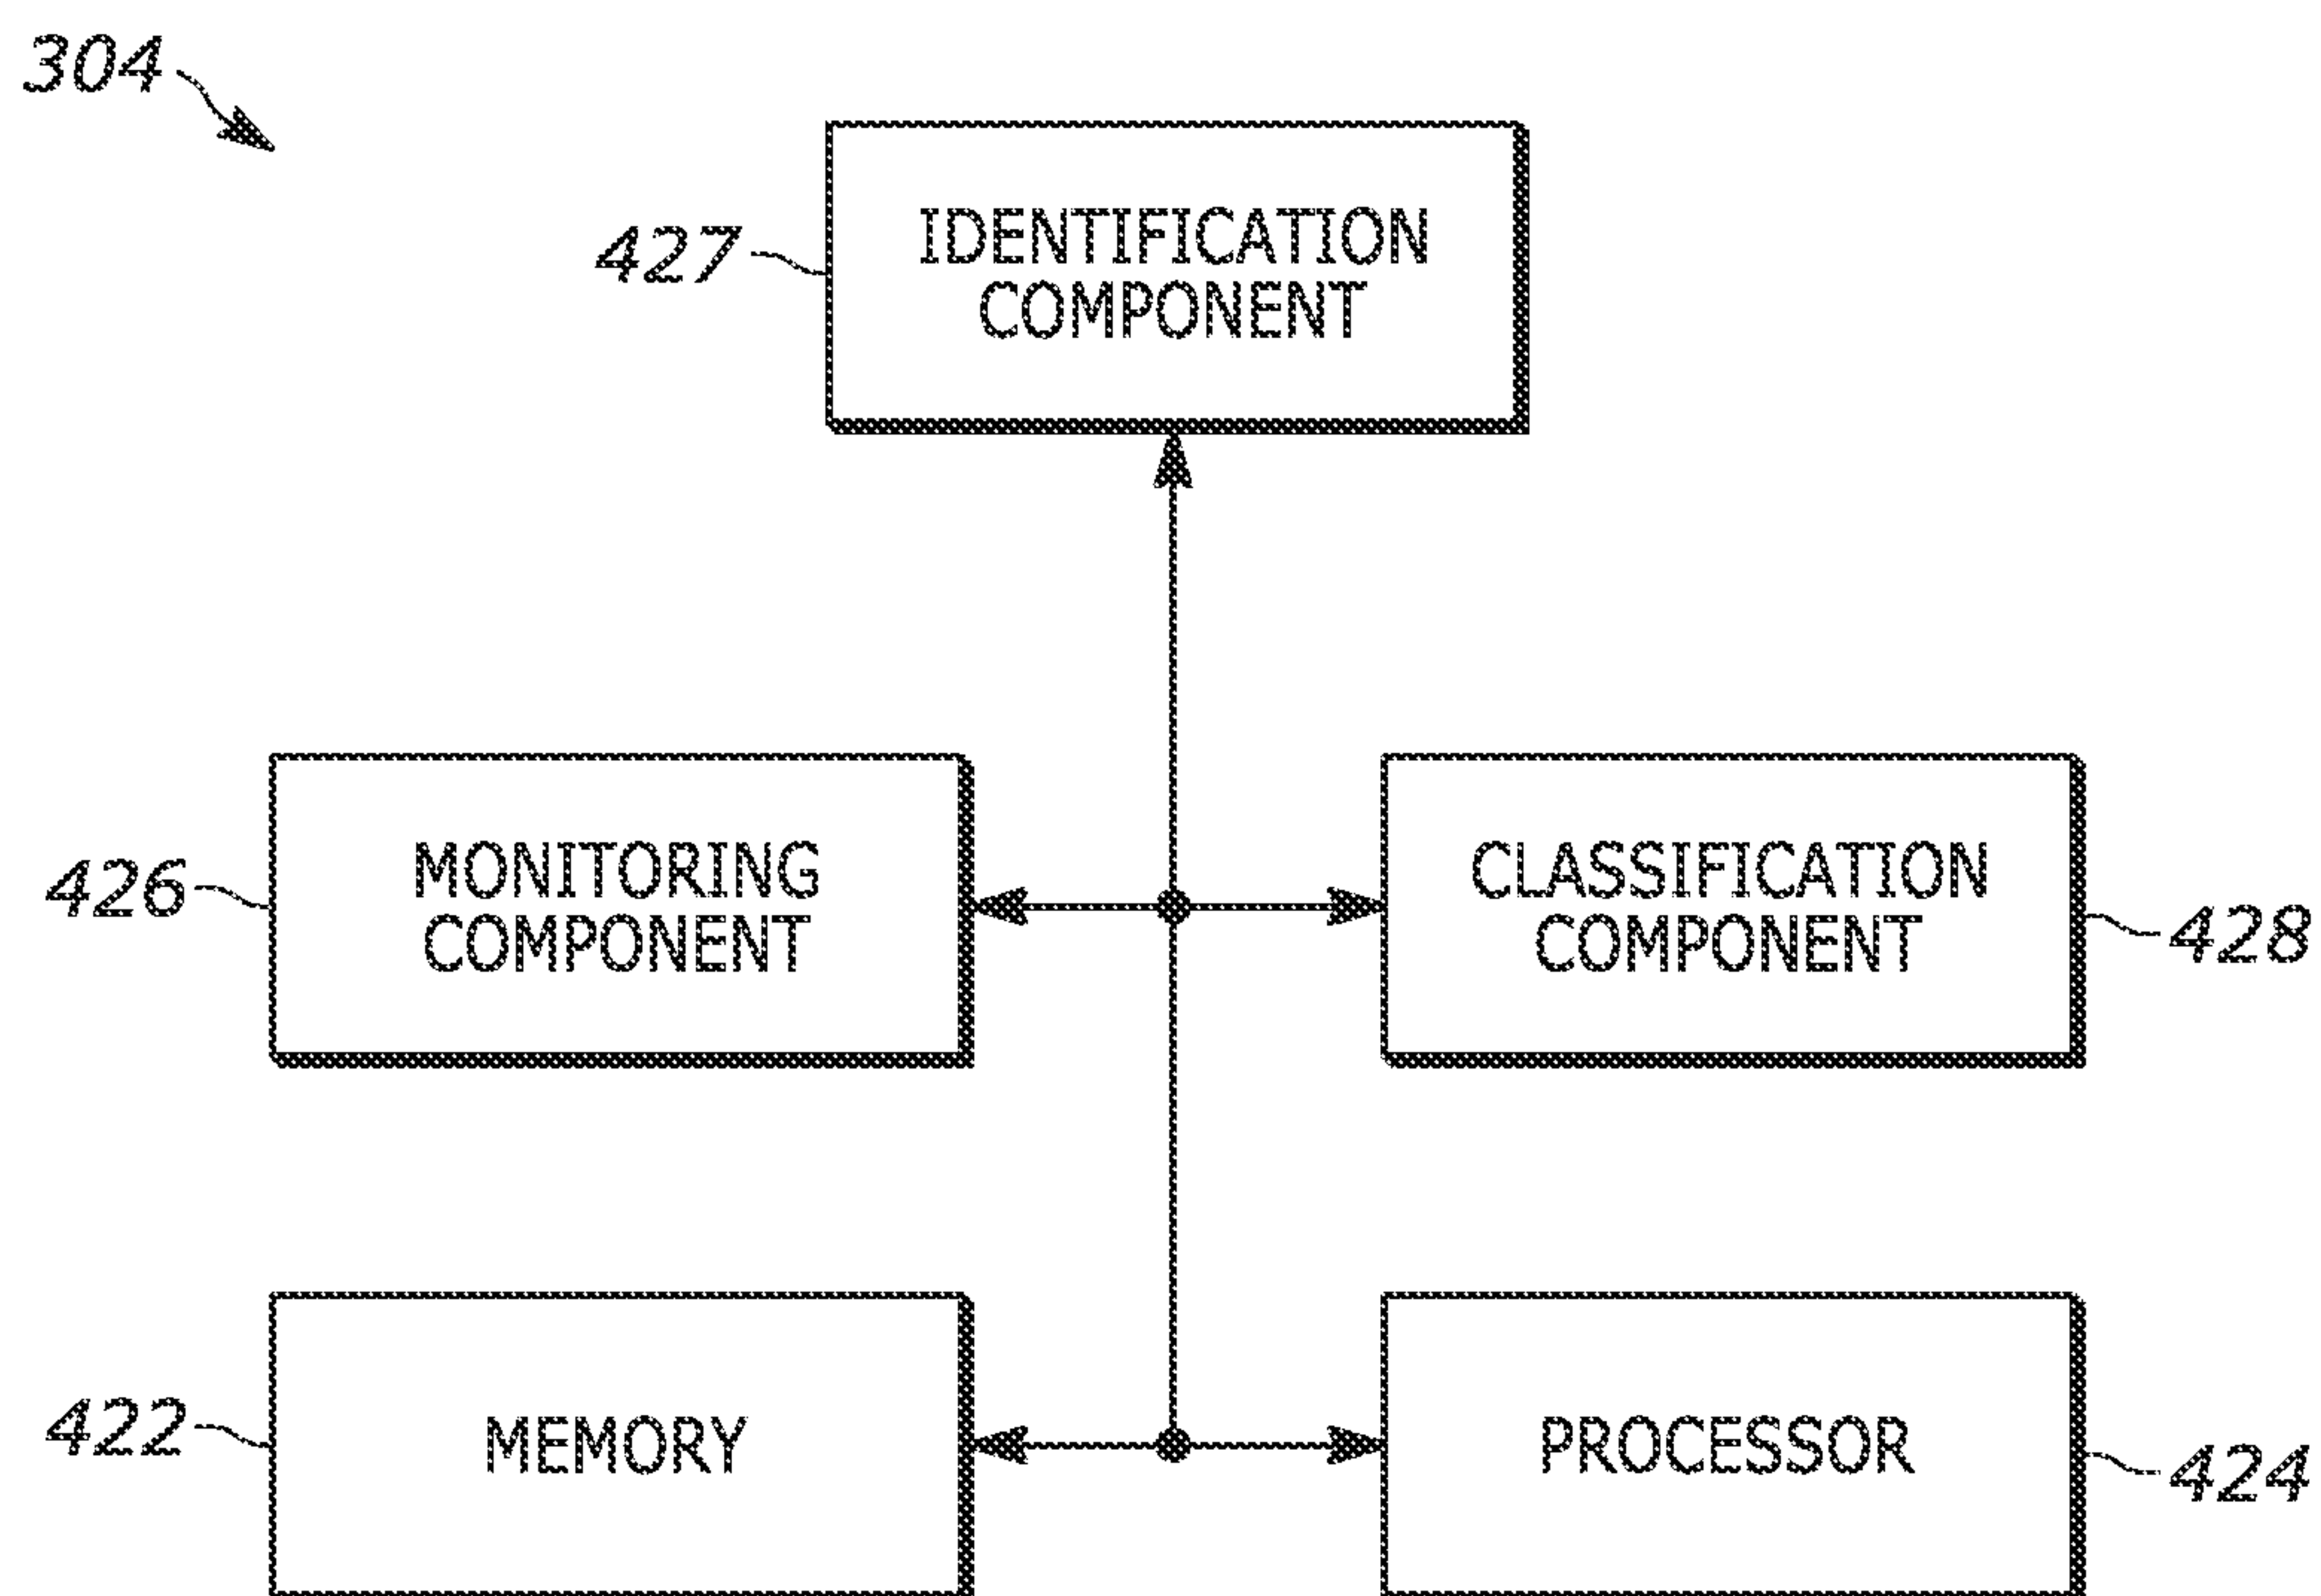 304
427
IDENTIFICATION
COMPONENT
426
MONITORING
COMPONENT
CLASSIFICATION
COMPONENT
428
422
MEMORY
PROCESSOR
424